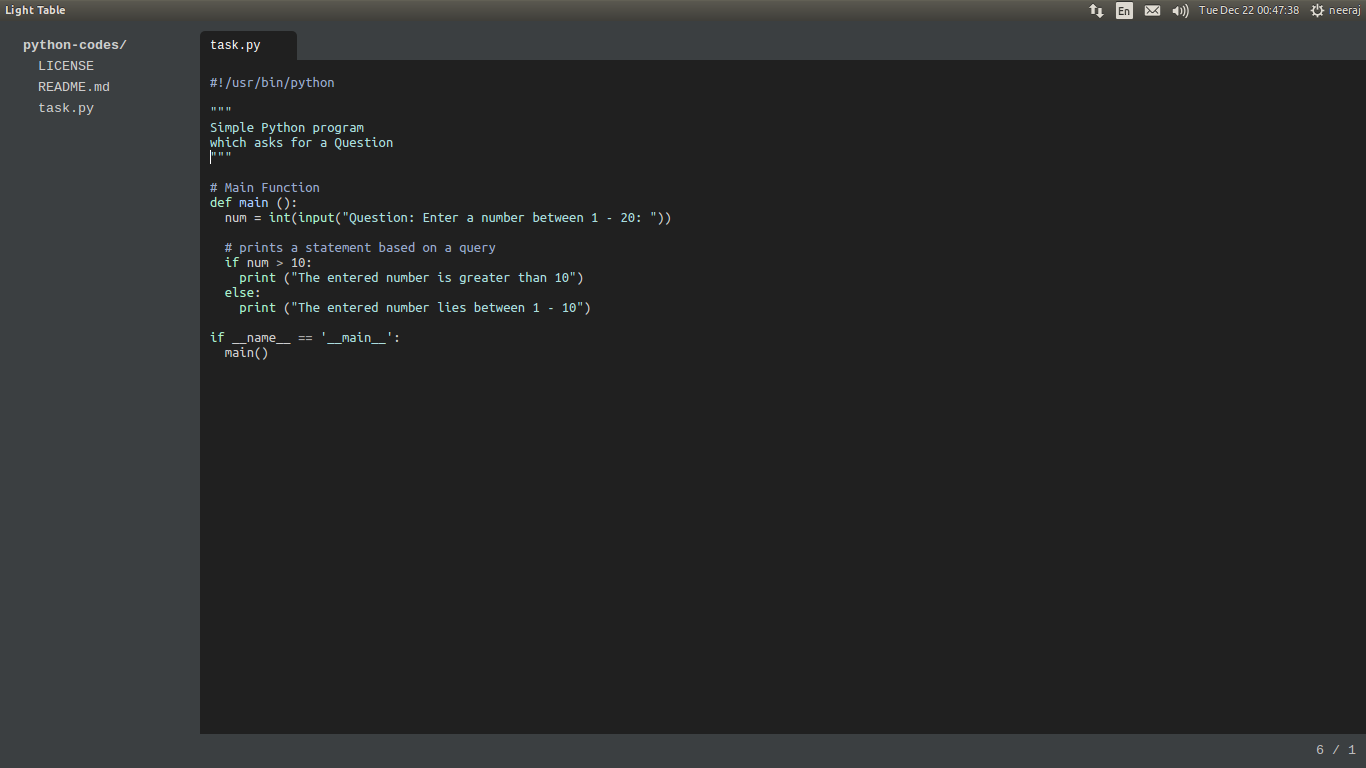 Light Table
En
Tue Dec 22 00:47:38
neeraj
python-codes/
LICENSE
README.md
task.py
task.py
#!/usr/bin/python
"""
Simple Python program
which asks for a Question
"""
# Main Function
def main ():
  num = int(input("Question: Enter a number between 1 - 20: "))
  # prints a statement based on a query
  if num > 10:
    print ("The entered number is greater than 10")
  else:
    print ("The entered number lies between 1 - 10")
if __name__ == '__main__':
  main()
6 / 1